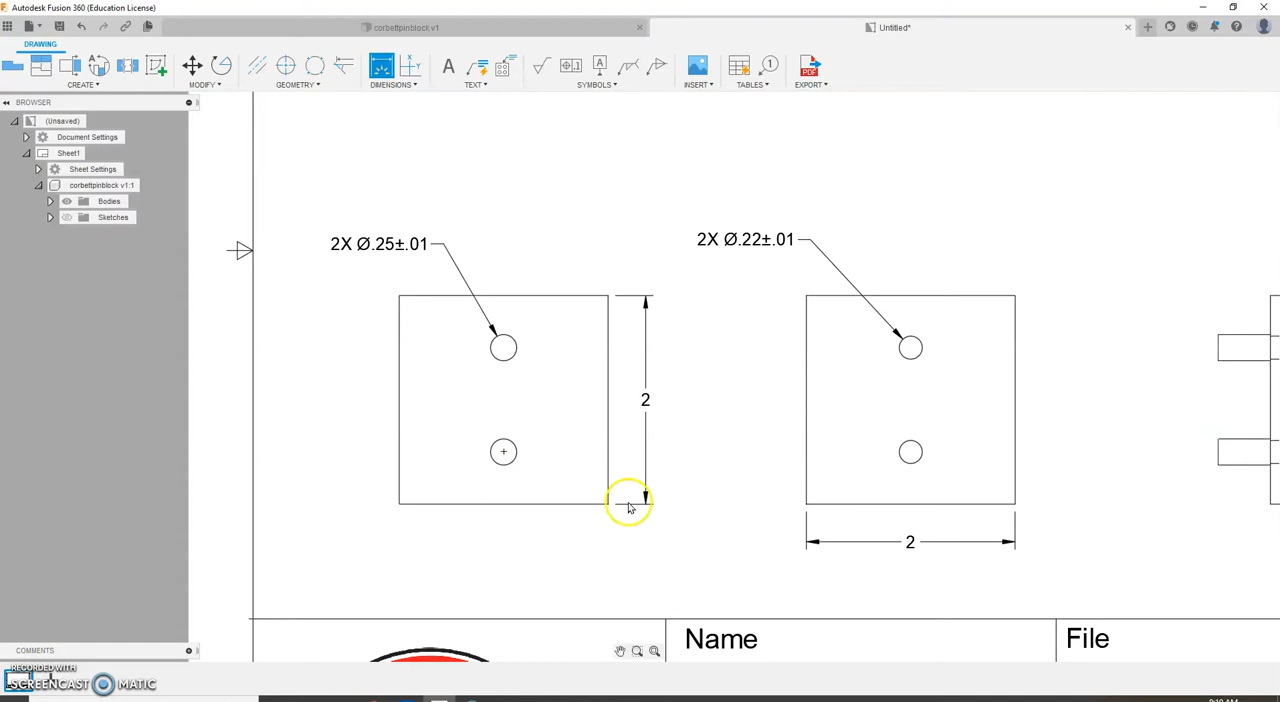 Autodesk Fusion 360 (Education License)
corbettpinblock v1
Untitled*
DRAWING
CREATE
MODIFY
GEOMETRY
DIMENSIONS
TEXT
SYMBOLS
INSERT
TABLES
EXPORT
BROWSER
(Unsaved)
Document Settings
Sheet1
Sheet Settings
corbettpinblock v1:1
Bodies
Sketches
2X Ø.25±.01
2X Ø.22±.01
2
2
Name
File
COMMENTS
RECORDED WITH
SCREENCAST MATIC